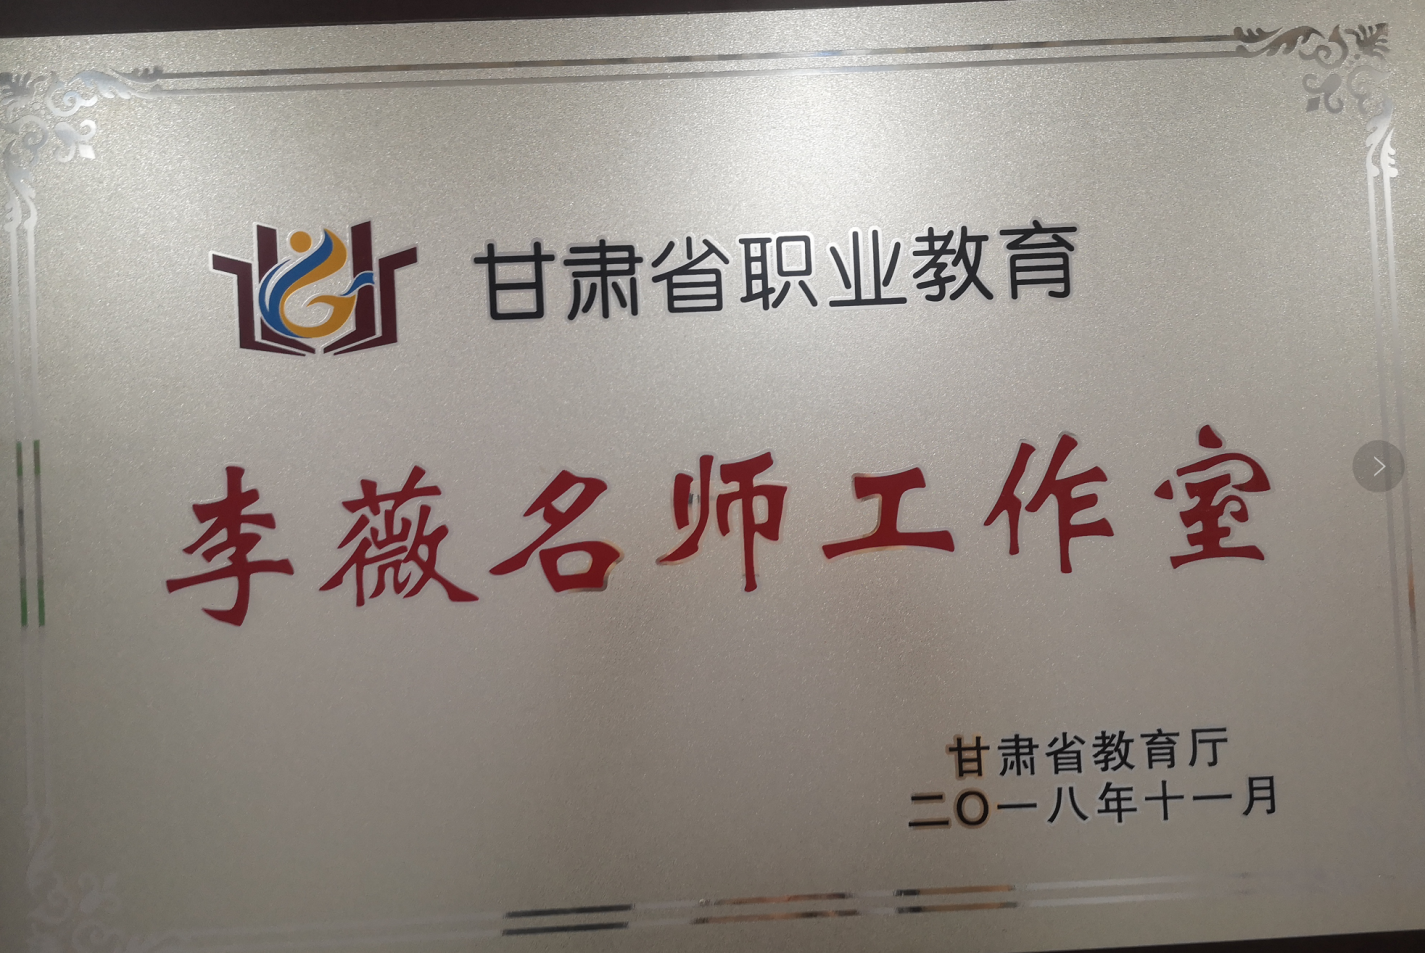 甘肃省职业教育
李薇名师工作室
甘肃省教育厅
二〇一八年十一月